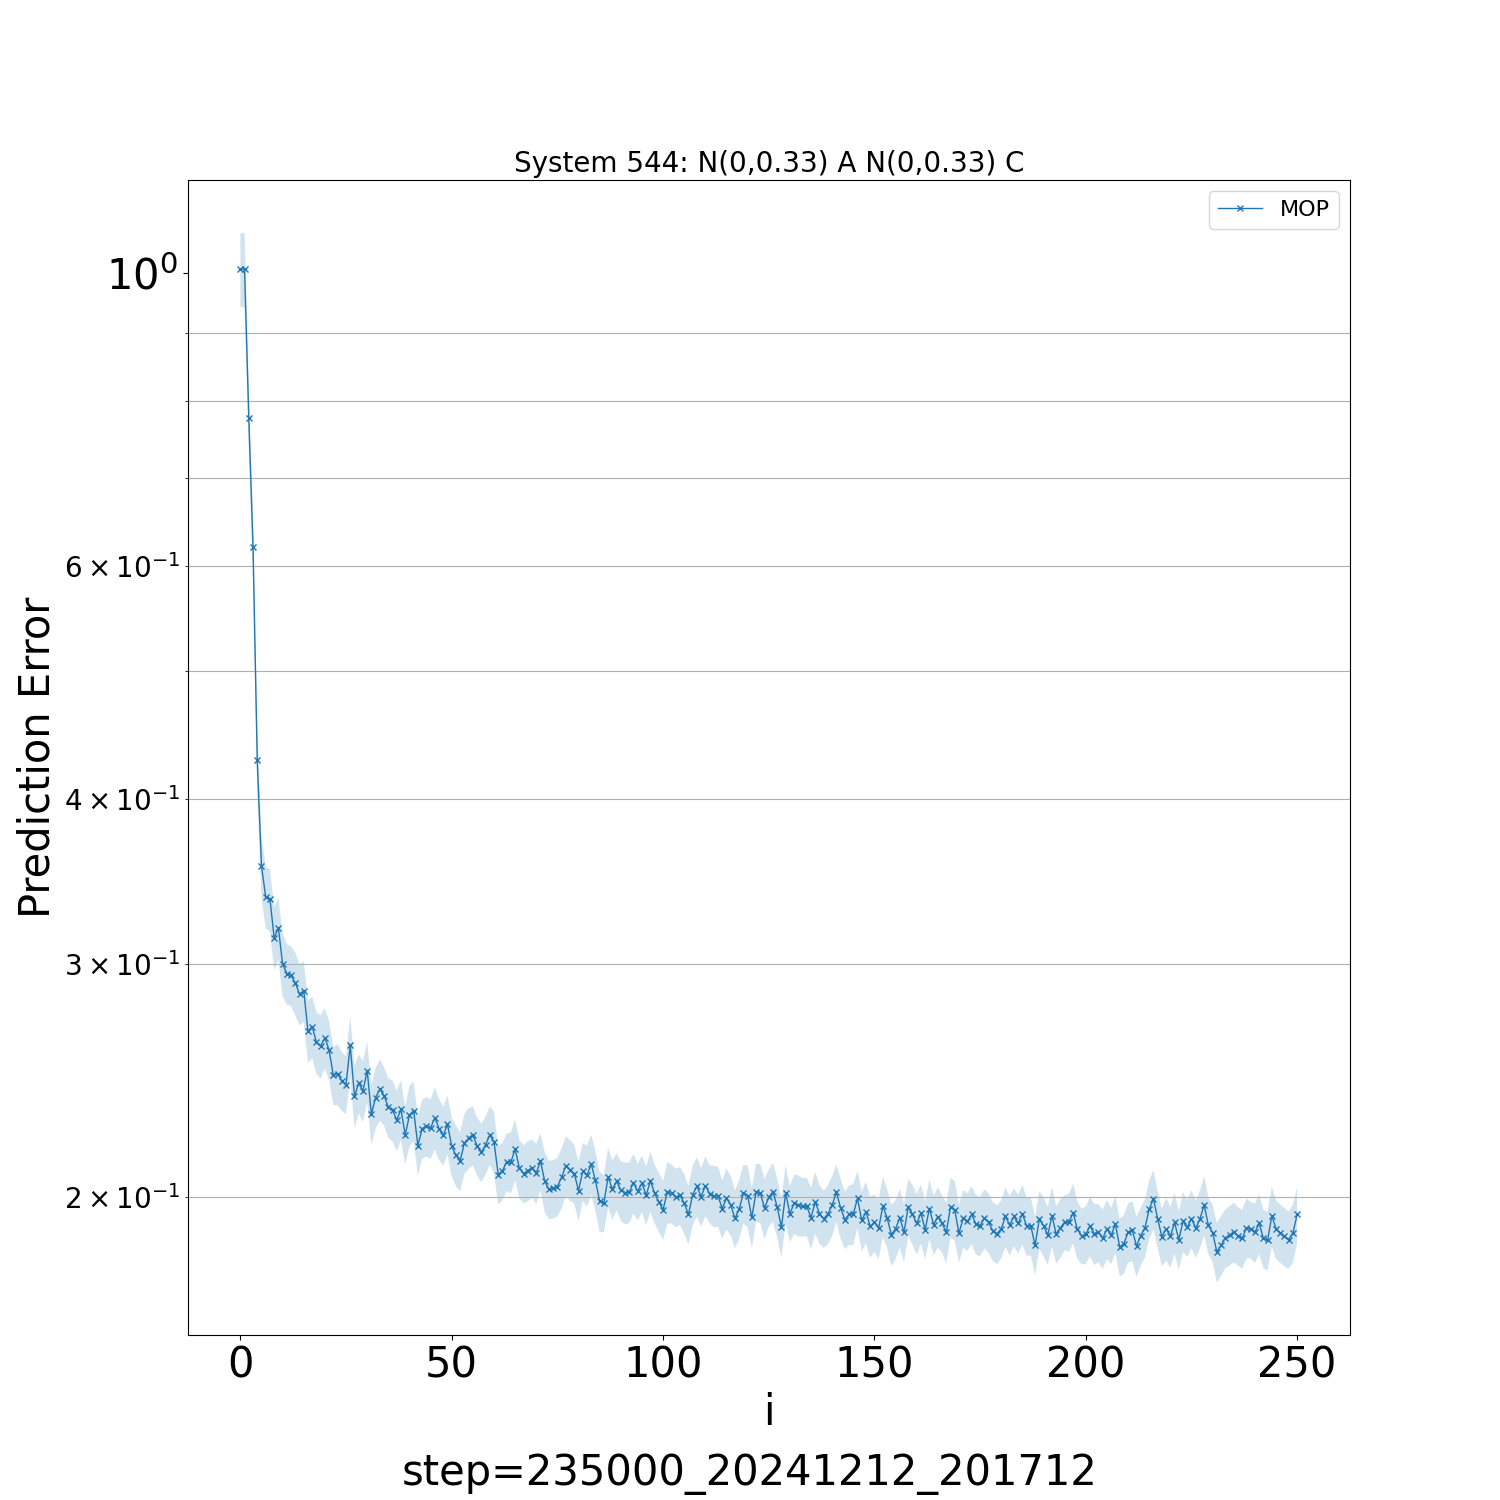 System 544: N(0,0.33) A N(0,0.33) C
MOP
10⁰
6 × 10⁻¹
4 × 10⁻¹
3 × 10⁻¹
2 × 10⁻¹
Prediction Error
0 50 100 150 200 250
i
step=235000_20241212_201712